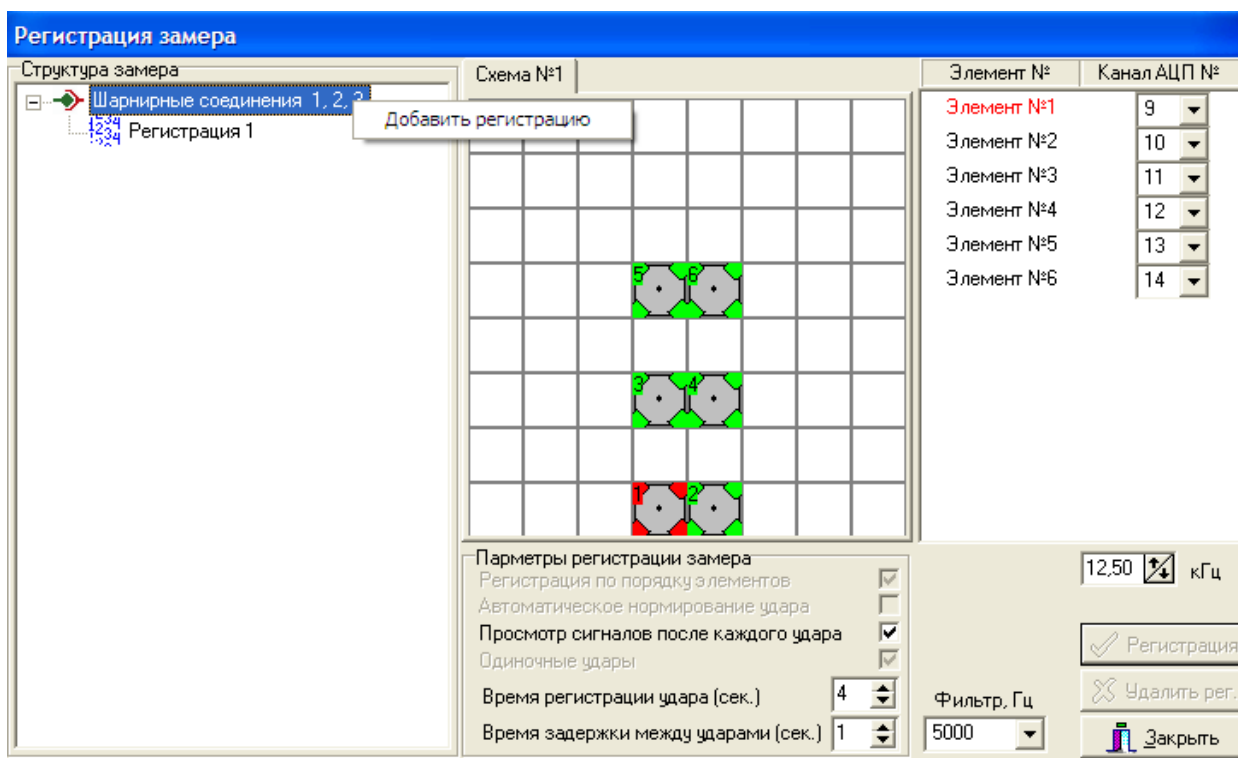 Регистрация замера
Структура замера
Шарнирные соединения 1, 2, 3
Регистрация 1
Добавить регистрацию
Схема №1
5 6
3 4
1 2
Элемент № Канал АЦП №
Элемент №1 9
Элемент №2 10
Элемент №3 11
Элемент №4 12
Элемент №5 13
Элемент №6 14
Парметры регистрации замера
Регистрация по порядку элементов
Автоматическое нормирование удара
Просмотр сигналов после каждого удара
Одиночные удары
Время регистрации удара (сек.) 4
Время задержки между ударами (сек.) 1
Фильтр, Гц
5000
12,50 кГц
Регистрация
Удалить рег.
Закрыть